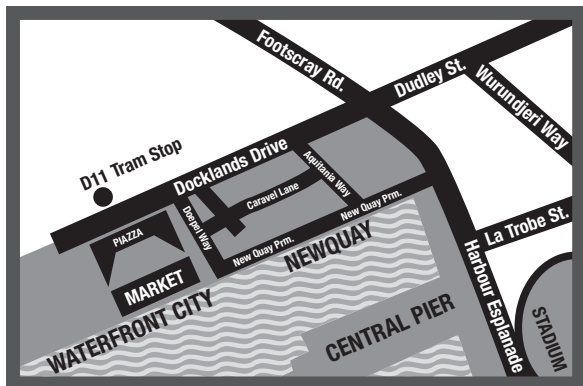 Footscray Rd.
Dudley St.
Wurundjeri Way
D11 Tram Stop
Docklands Drive
Aquitania Way
Caravel Lane
Doepel Way
New Quay Prm.
New Quay Prm.
PIAZZA
MARKET
NEWQUAY
WATERFRONT CITY
CENTRAL PIER
La Trobe St.
Harbour Esplanade
STADIUM